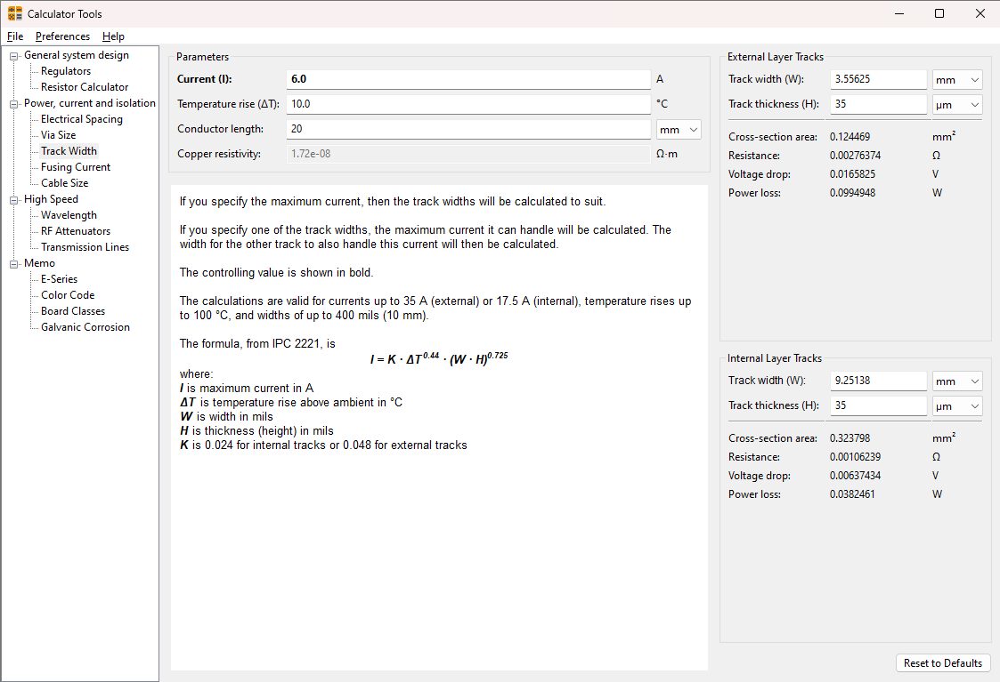 Calculator Tools
File Preferences Help
General system design
Regulators
Resistor Calculator
Power, current and isolation
Electrical Spacing
Via Size
Track Width
Fusing Current
Cable Size
High Speed
Wavelength
RF Attenuators
Transmission Lines
Memo
E-Series
Color Code
Board Classes
Galvanic Corrosion
Parameters
Current (I): 6.0 A
Temperature rise (ΔT): 10.0 °C
Conductor length: 20 mm
Copper resistivity: 1.72e-08 Ω·m
If you specify the maximum current, then the track widths will be calculated to suit.
If you specify one of the track widths, the maximum current it can handle will be calculated. The
width for the other track to also handle this current will then be calculated.
The controlling value is shown in bold.
The calculations are valid for currents up to 35 A (external) or 17.5 A (internal), temperature rises up
to 100 °C, and widths of up to 400 mils (10 mm).
The formula, from IPC 2221, is
I = K · ΔT^0.44 · (W · H)^0.725
where:
I is maximum current in A
ΔT is temperature rise above ambient in °C
W is width in mils
H is thickness (height) in mils
K is 0.024 for internal tracks or 0.048 for external tracks
External Layer Tracks
Track width (W): 3.55625 mm
Track thickness (H): 35 µm
Cross-section area: 0.124469 mm²
Resistance: 0.00276374 Ω
Voltage drop: 0.0165825 V
Power loss: 0.0994948 W
Internal Layer Tracks
Track width (W): 9.25138 mm
Track thickness (H): 35 µm
Cross-section area: 0.323798 mm²
Resistance: 0.00106239 Ω
Voltage drop: 0.00637434 V
Power loss: 0.0382461 W
Reset to Defaults